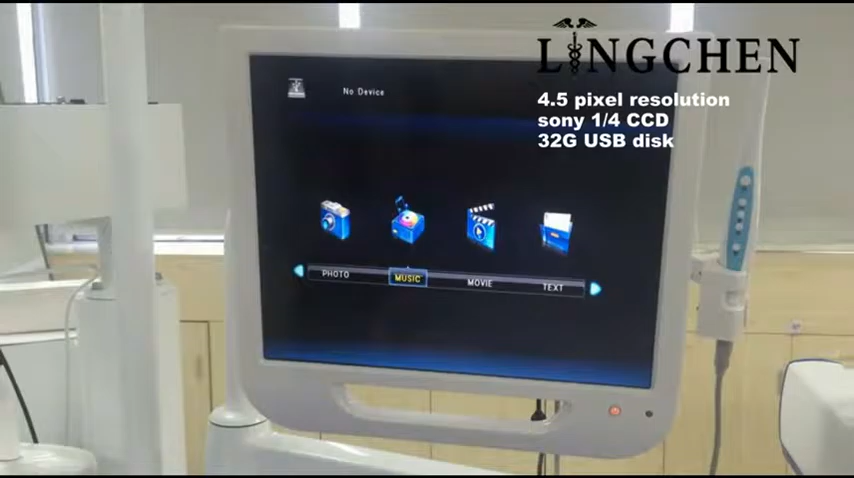 LINGCHEN
4.5 pixel resolution
sony 1/4 CCD
32G USB disk
No Device
PHOTO
MUSIC
MOVIE
TEXT